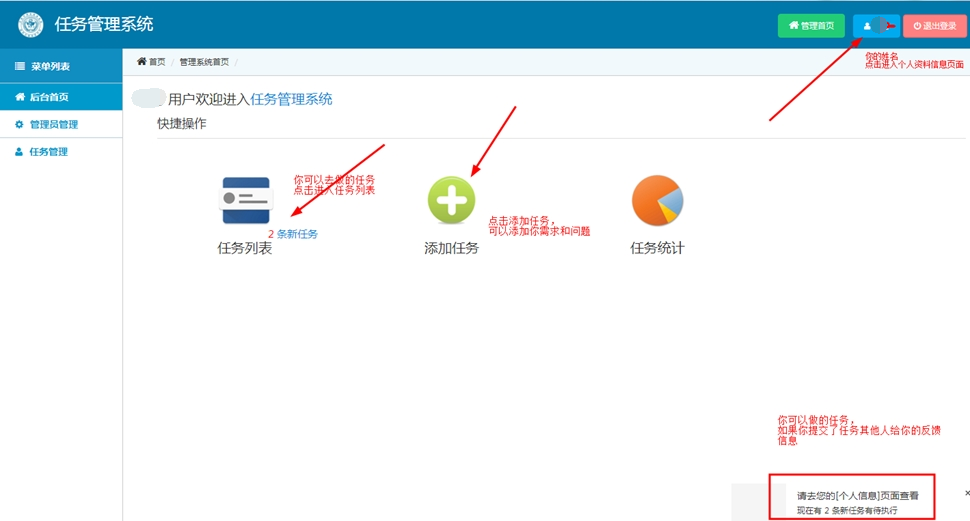 任务管理系统
管理首页
退出登录
菜单列表
首页 / 管理系统首页 /
你的姓名
点击进入个人资料信息页面
后台首页
用户欢迎进入任务管理系统
管理员管理
快捷操作
任务管理
你可以去做的任务
点击进入任务列表
2 条新任务
任务列表
点击添加任务，
可以添加你需求和问题
添加任务
任务统计
你可以做的任务，
如果你提交了任务其他人给你的反馈
信息
请去您的[个人信息]页面查看
现在有 2 条新任务有待执行